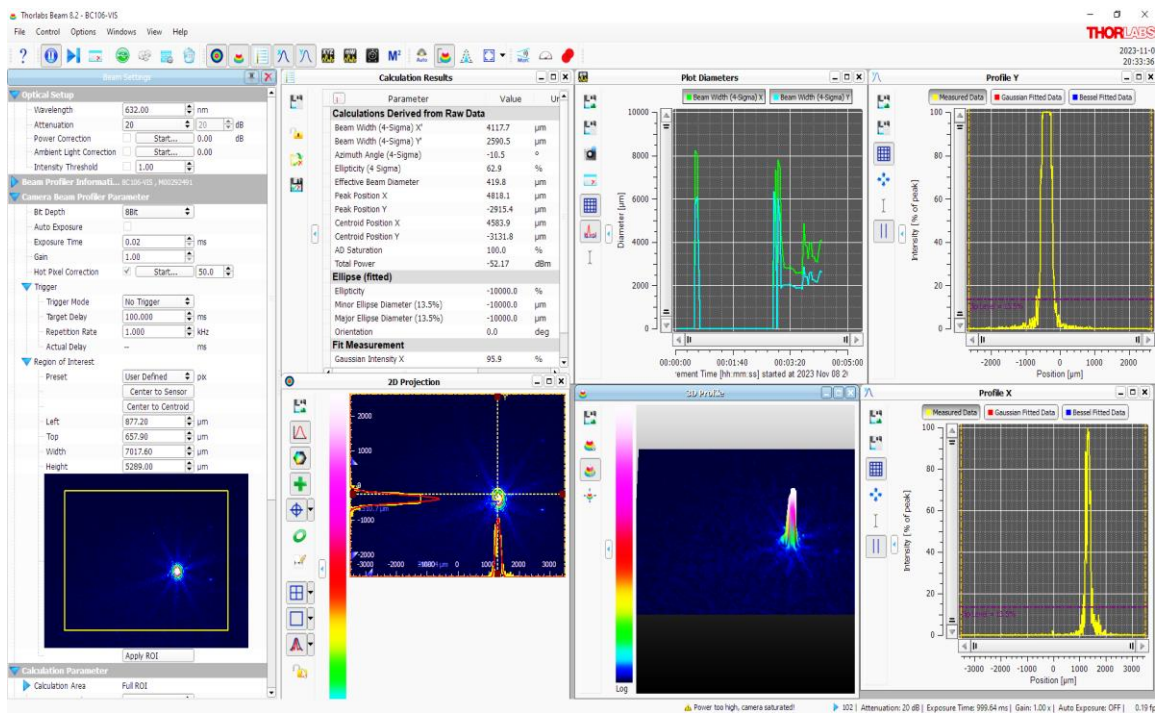 Thorlabs Beam 8.2 - BC106-VIS
File Control Options Windows View Help
THORLABS
2023-11-0
20:33:36
Beam Settings
Optical Setup
Wavelength 632.00 nm
Attenuation 20 20 dB
Power Correction Start... 0.00 dB
Ambient Light Correction Start... 0.00
Intensity Threshold 1.00
Beam Profiler Informati... BC106-VIS,
Camera Beam Profiler Parameter
Bit Depth 8Bit
Auto Exposure
Exposure Time 0.02 ms
Gain 1.00
Hot Pixel Correction Start... 50.0
Trigger
Trigger Mode No Trigger
Target Delay 100.000 ms
Repetition Rate 1.000 kHz
Actual Delay -- ms
Region of Interest
Preset User Defined pix
Center to Sensor
Center to Centroid
Left 877.20 µm
Top 657.90 µm
Width 7017.60 µm
Height 5289.00 µm
Apply ROI
Calculation Parameter
Calculation Area Full ROI
Calculation Results
Parameter Value Ur
Calculations Derived from Raw Data
Beam Width (4-Sigma) X' 4117.7 µm
Beam Width (4-Sigma) Y' 2590.5 µm
Azimuth Angle (4-Sigma) -10.5 °
Ellipticity (4 Sigma) 62.9 %
Effective Beam Diameter 419.8 µm
Peak Position X 4818.1 µm
Peak Position Y -2915.4 µm
Centroid Position X 4583.9 µm
Centroid Position Y -3131.8 µm
AD Saturation 100.0 %
Total Power -52.17 dBm
Ellipse (fitted)
Ellipticity -10000.0 %
Minor Ellipse Diameter (13.5%) -10000.0 µm
Major Ellipse Diameter (13.5%) -10000.0 µm
Orientation 0.0 deg
Fit Measurement
Gaussian Intensity X 95.9 %
Plot Diameters
Beam Width (4-Sigma) X Beam Width (4-Sigma) Y
Diameter [µm]
10000
8000
6000
4000
2000
0
00:00:00 00:01:40 00:03:20 00:05:00
rement Time [hh:mm:ss] started at 2023 Nov 08 2
Profile Y
Measured Data Gaussian Fitted Data Bessel Fitted Data
Intensity [% of peak]
100
80
60
40
20
0
-2000 -1000 0 1000 2000
Position [µm]
2D Projection
2000
1000
0
-1000
-2000
-3000 -2000 0 1000 2000 3000
3D Profile
Log
Profile X
Measured Data Gaussian Fitted Data Bessel Fitted Data
Intensity [% of peak]
100
80
60
40
20
0
-3000 -2000 -1000 0 1000 2000 3000
Position [µm]
Power too high, camera saturated! 102 | Attenuation: 20 dB | Exposure Time: 999.64 ms | Gain: 1.00 x | Auto Exposure: OFF | 0.19 fp